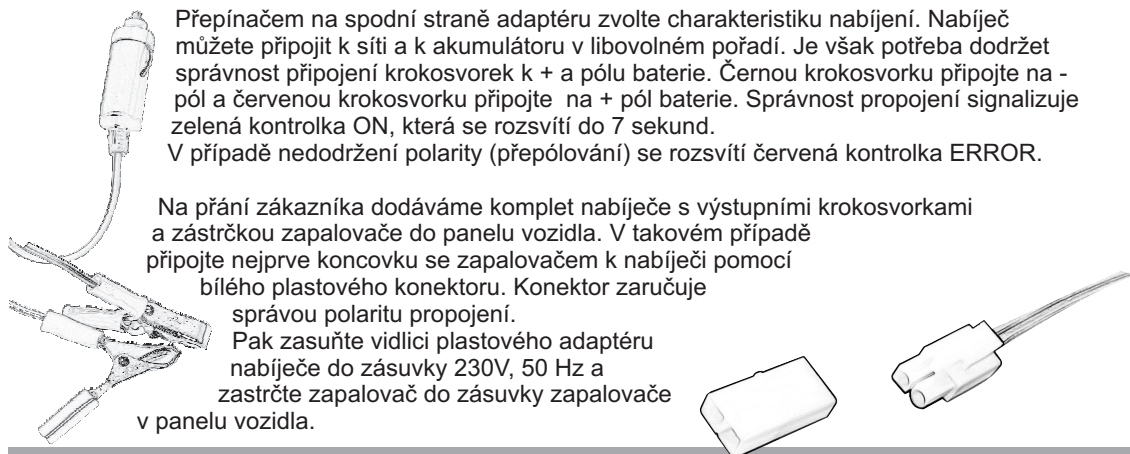 Přepínačem na spodní straně adaptéru zvolte charakteristiku nabíjení. Nabíječ
můžete připojit k síti a k akumulátoru v libovolném pořadí. Je však potřeba dodržet
správnost připojení krokosvorek k + a pólu baterie. Černou krokosvorku připojte na -
pól a červenou krokosvorku připojte na + pól baterie. Správnost propojení signalizuje
zelená kontrolka ON, která se rozsvítí do 7 sekund.
V případě nedodržení polarity (přepólování) se rozsvítí červená kontrolka ERROR.
Na přání zákazníka dodáváme komplet nabíječe s výstupními krokosvorkami
a zástrčkou zapalovače do panelu vozidla. V takovém případě
připojte nejprve koncovku se zapalovačem k nabíječi pomocí
bílého plastového konektoru. Konektor zaručuje
správou polaritu propojení.
Pak zasuňte vidlici plastového adaptéru
nabíječe do zásuvky 230V, 50 Hz a
zastrčte zapalovač do zásuvky zapalovače
v panelu vozidla.